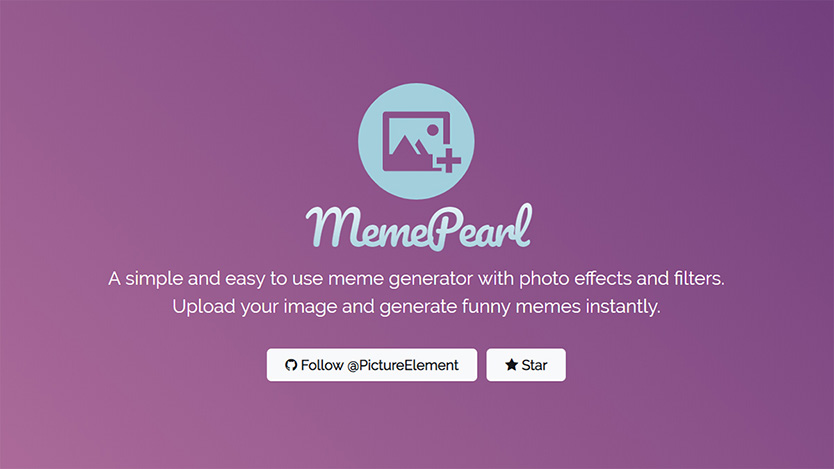 MemePearl
A simple and easy to use meme generator with photo effects and filters.
Upload your image and generate funny memes instantly.
Follow @PictureElement
Star